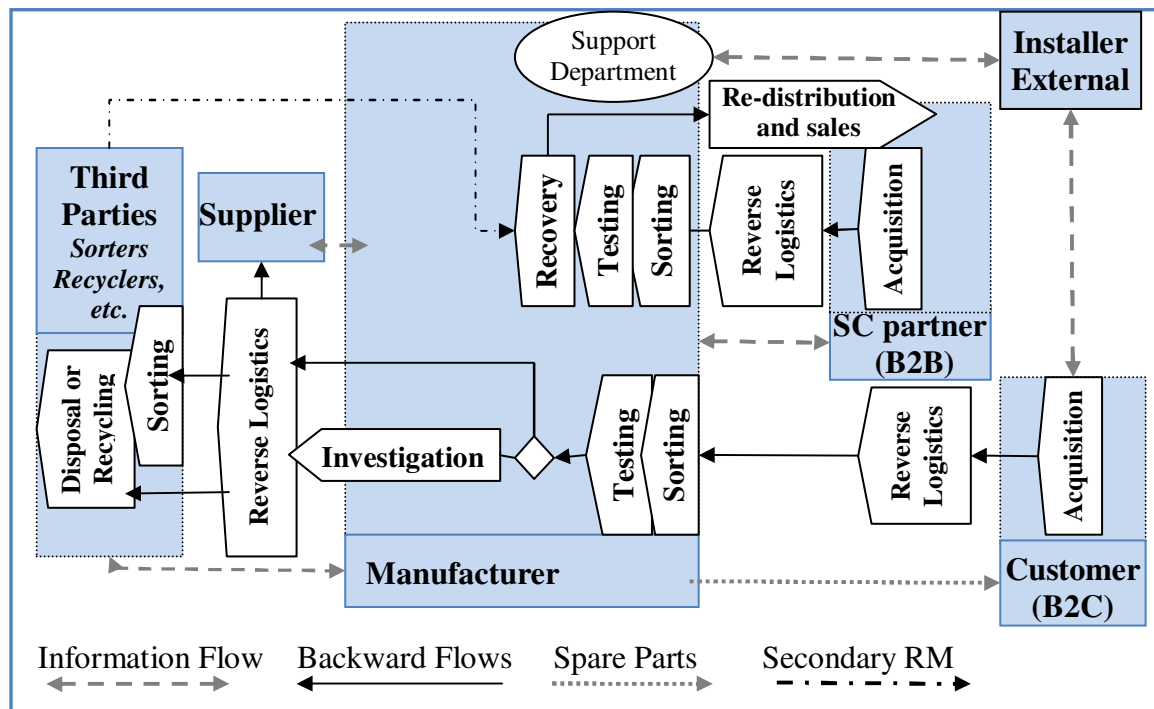 Support
Department
Installer
External
Re-distribution
and sales
Third
Parties
Sorters
Recyclers,
etc.
Supplier
Recovery
Testing
Sorting
Reverse
Logistics
Acquisition
SC partner
(B2B)
Disposal or
Recycling
Sorting
Reverse Logistics
Investigation
Testing
Sorting
Reverse
Logistics
Acquisition
Manufacturer
Customer
(B2C)
Information Flow
Backward Flows
Spare Parts
Secondary RM